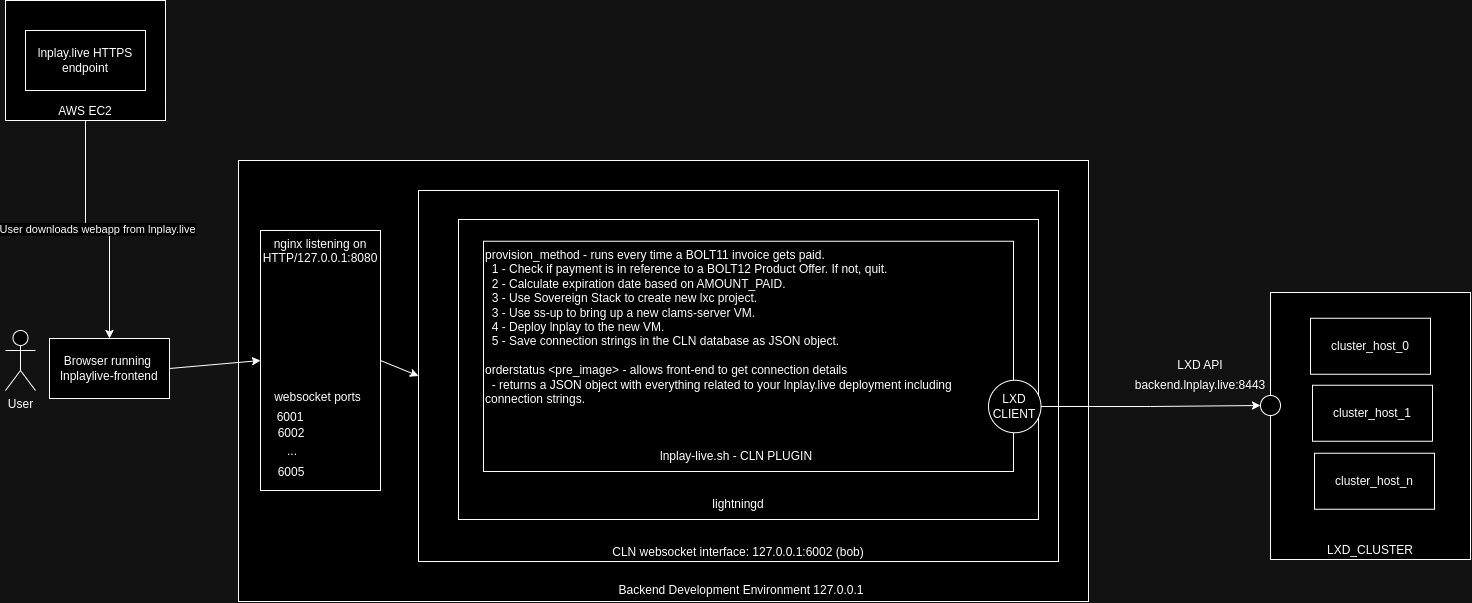 lnplay.live HTTPS
endpoint
AWS EC2
User downloads webapp from lnplay.live
Browser running
lnplaylive-frontend
User
nginx listening on
HTTP/127.0.0.1:8080
websocket ports
6001
6002
...
6005
provision_method - runs every time a BOLT11 invoice gets paid.
1 - Check if payment is in reference to a BOLT12 Product Offer. If not, quit.
2 - Calculate expiration date based on AMOUNT_PAID.
3 - Use Sovereign Stack to create new lxc project.
3 - Use ss-up to bring up a new clams-server VM.
4 - Deploy lnplay to the new VM.
5 - Save connection strings in the CLN database as JSON object.
orderstatus <pre_image> - allows front-end to get connection details
- returns a JSON object with everything related to your lnplay.live deployment including
connection strings.
LXD
CLIENT
lnplay-live.sh - CLN PLUGIN
lightningd
CLN websocket interface: 127.0.0.1:6002 (bob)
Backend Development Environment 127.0.0.1
LXD API
backend.lnplay.live:8443
cluster_host_0
cluster_host_1
cluster_host_n
LXD_CLUSTER